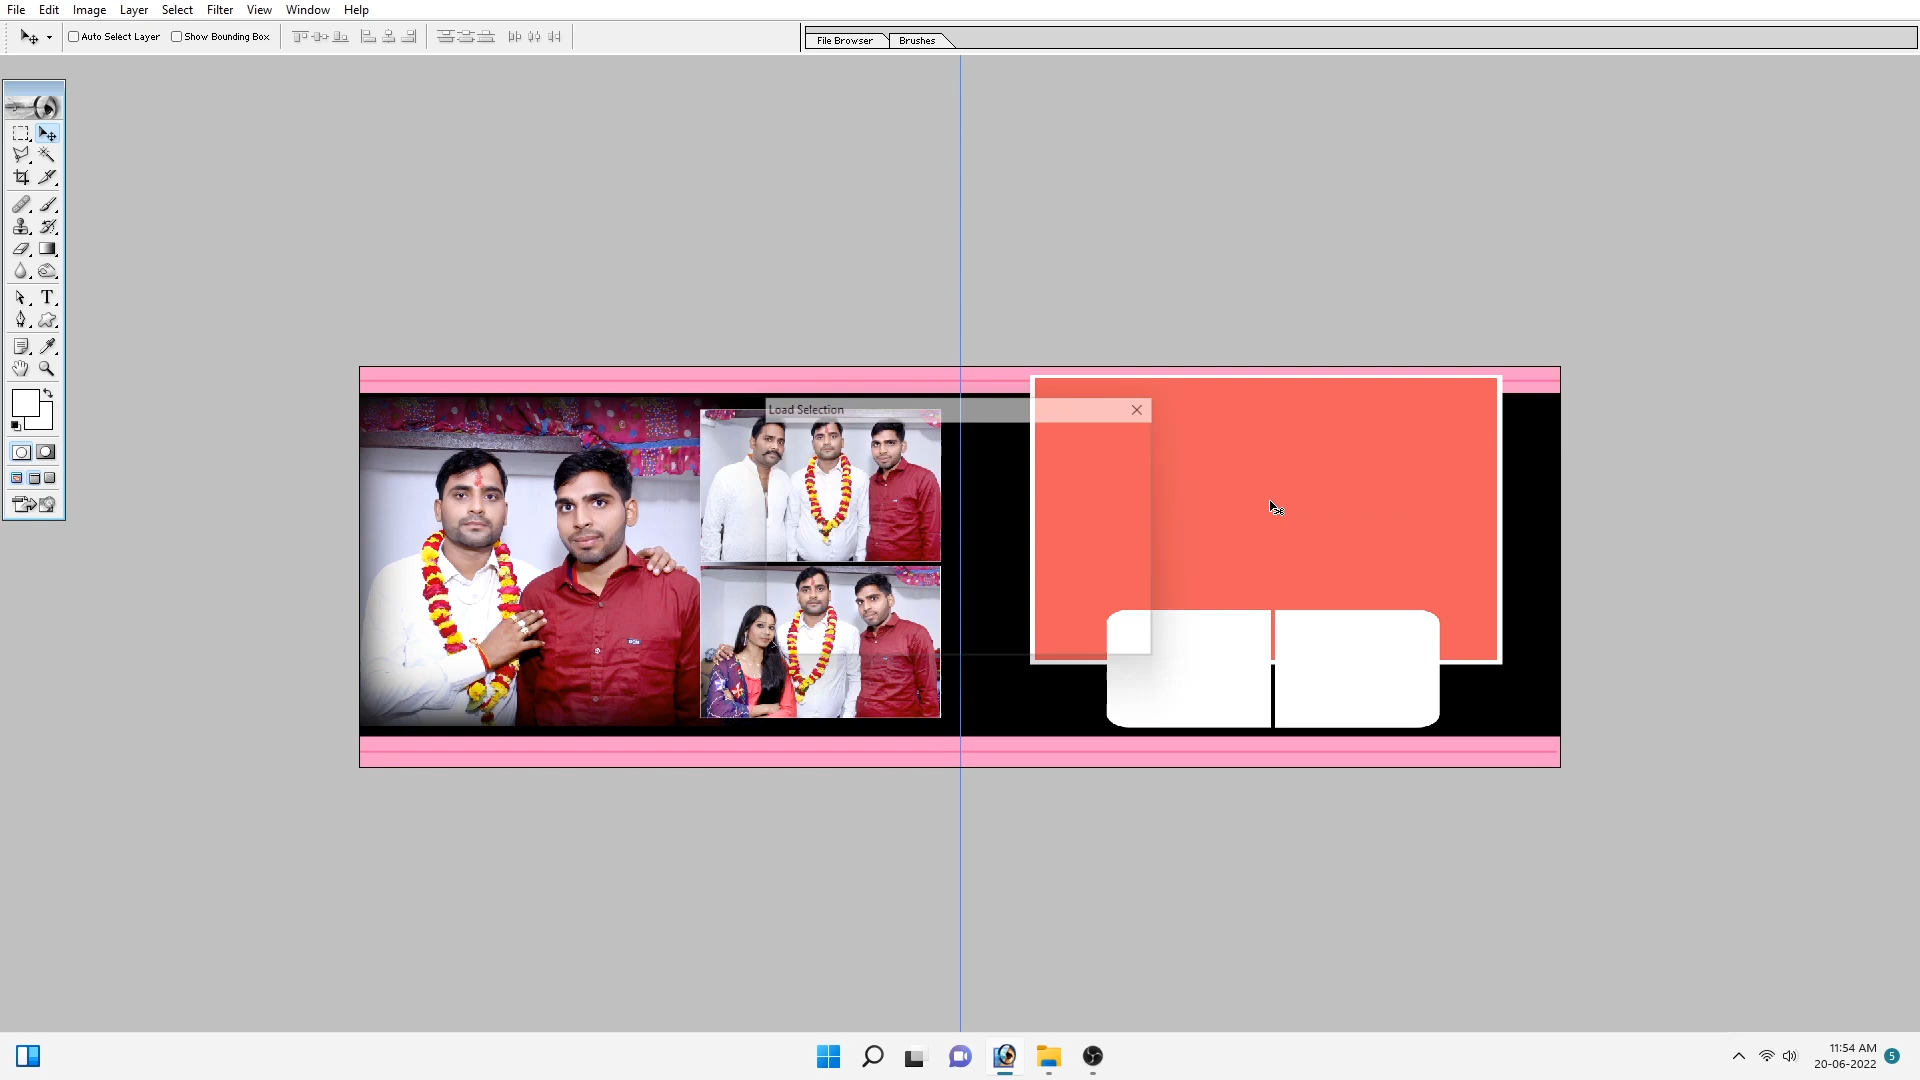 File Edit Image Layer Select Filter View Window Help
Auto Select Layer Show Bounding Box
File Browser Brushes
Load Selection
T
11:54 AM
20-06-2022
5